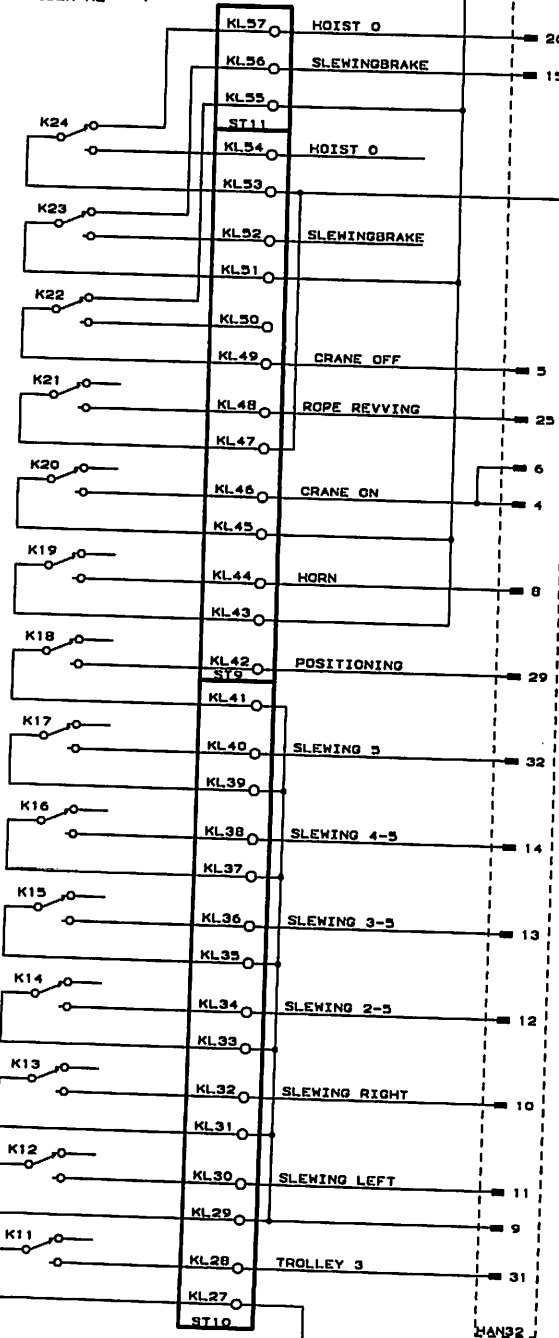 KL57 HOIST 0
KL56 SLEWINGBRAKE
KL55
K24
ST11
KL54 HOIST 0
KL53
K23
KL52 SLEWINGBRAKE
KL51
K22
KL50
KL49 CRANE OFF 5
K21
KL48 ROPE REVVING 25
KL47
6
K20
KL46 CRANE ON 4
KL45
K19
KL44 HORN 8
KL43
K18
KL42 POSITIONING 29
ST9
KL41
K17
KL40 SLEWING 5 32
KL39
K16
KL38 SLEWING 4-5 14
KL37
K15
KL36 SLEWING 3-5 13
KL35
K14
KL34 SLEWING 2-5 12
KL33
K13
KL32 SLEWING RIGHT 10
KL31
K12
KL30 SLEWING LEFT 11
KL29 9
K11
KL28 TROLLEY 3 31
KL27
ST10
HAN32